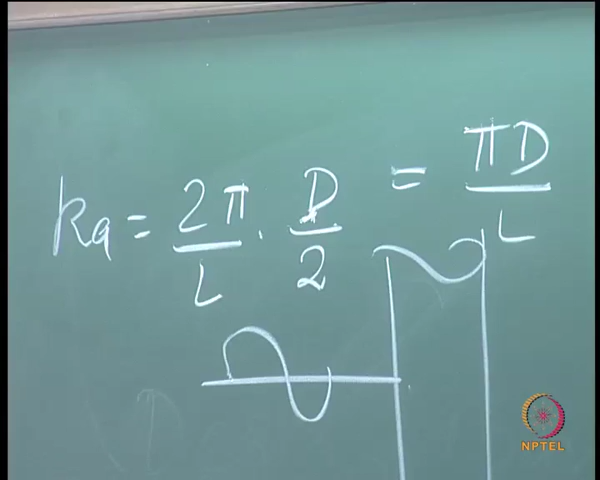 ka = 2π/L · D/2 = πD/L
NPTEL